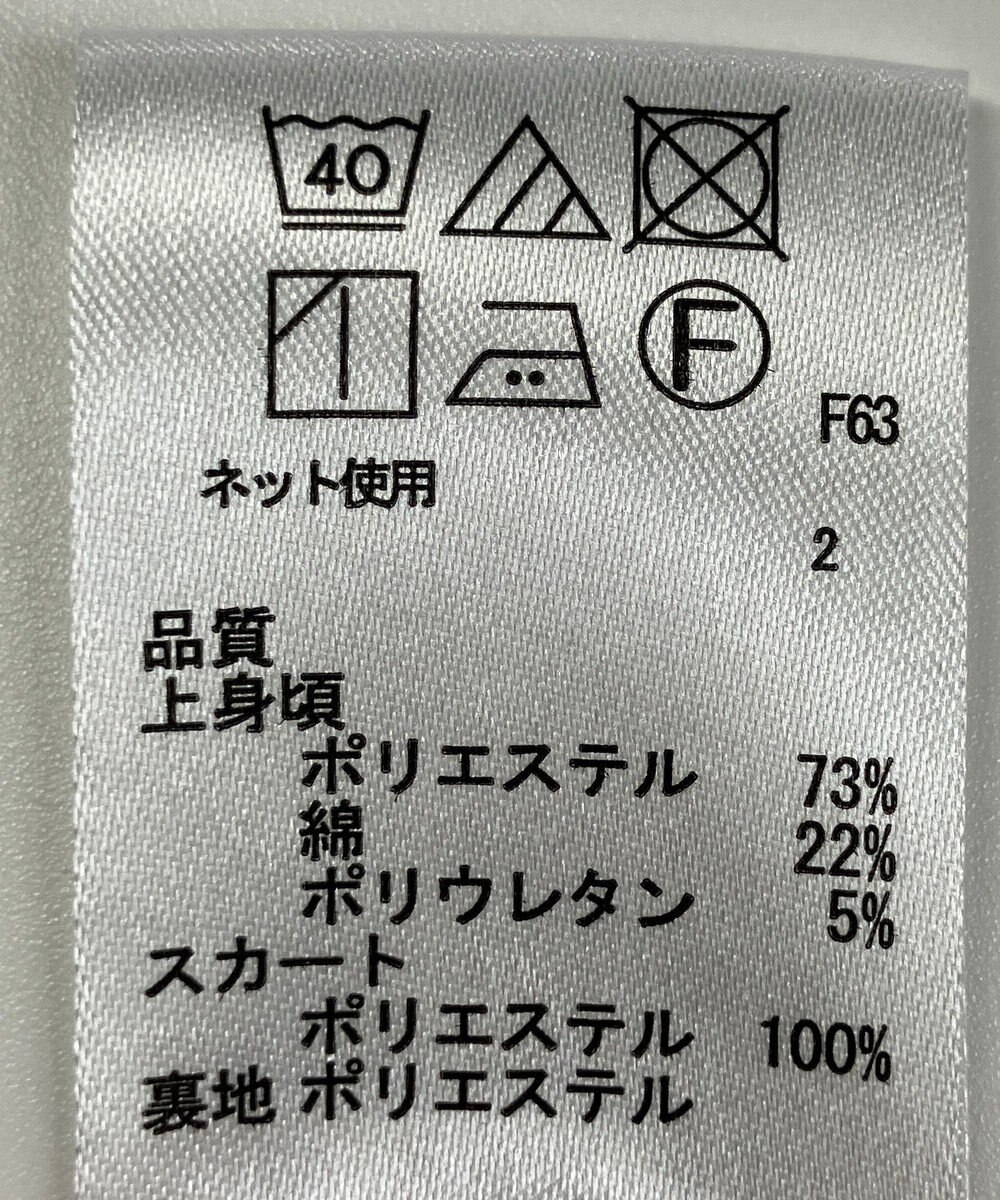 40
F
F63
ネット使用
2
品質
上身頃
ポリエステル 73%
綿 22%
ポリウレタン 5%
スカート
ポリエステル 100%
裏地 ポリエステル